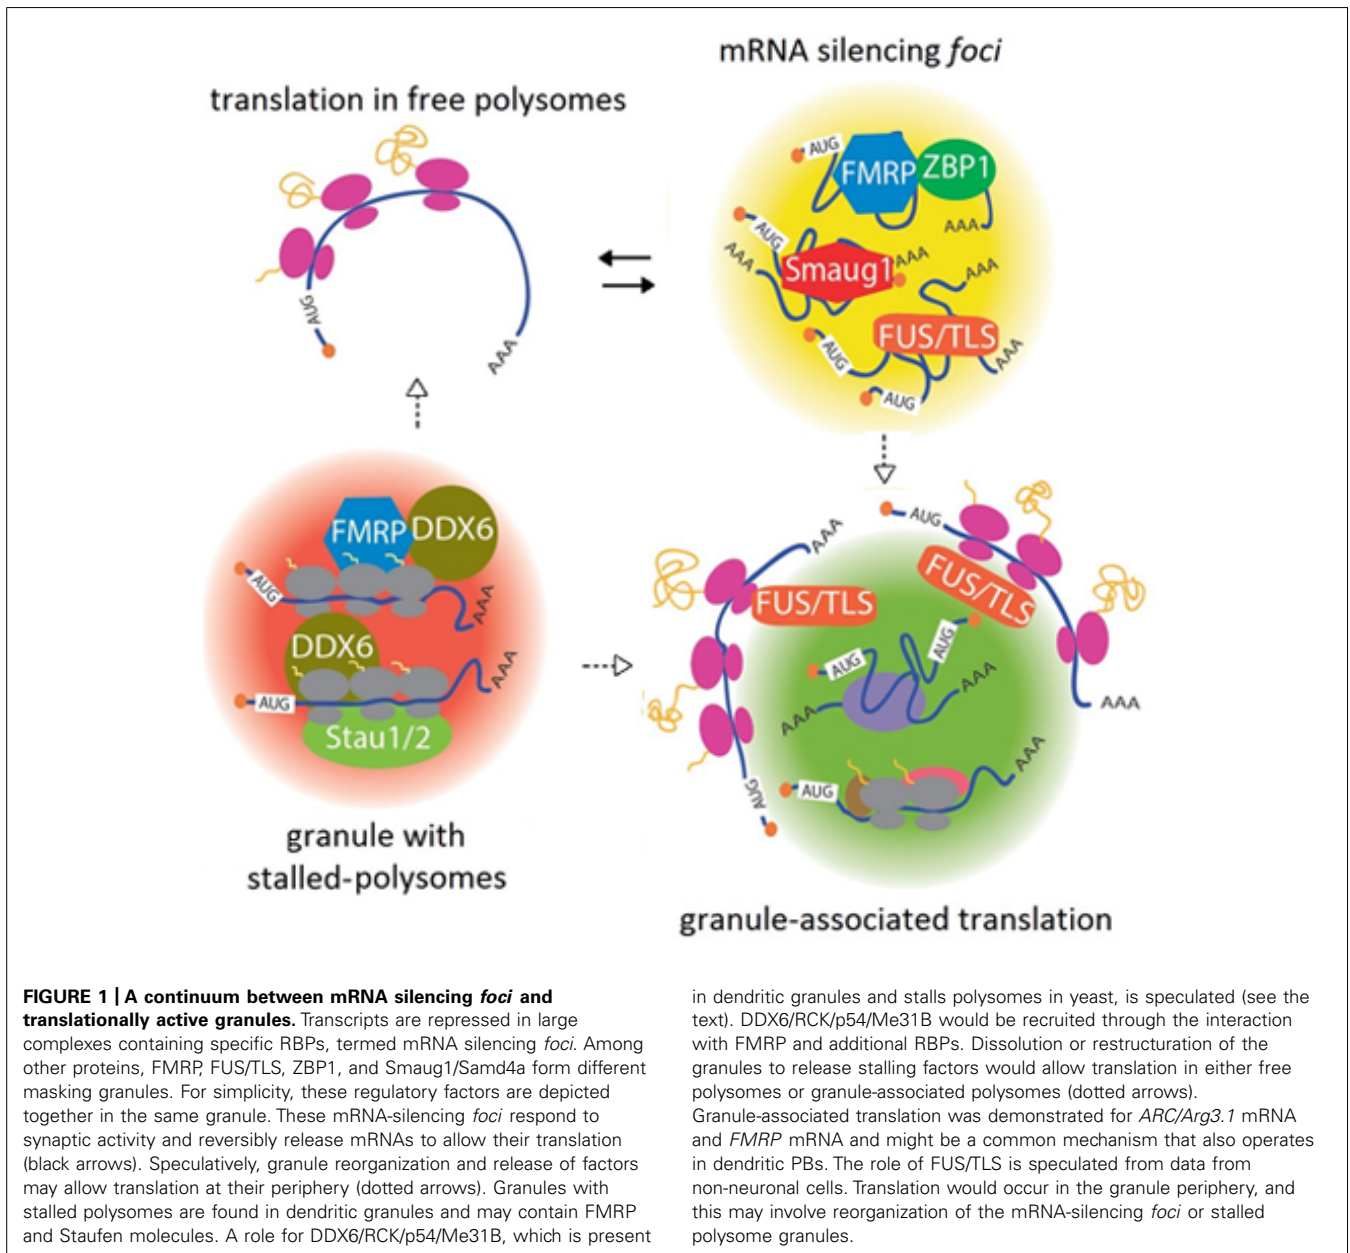 mRNA silencing foci
translation in free polysomes
AUG
FMRP
ZBP1
AAA
AUG
AAA
Smaug1
AAA
AAA
FUS/TLS
AUG
AAA
AUG
AUG
AAA
FMRP
DDX6
AUG
AAA
DDX6
AAA
AUG
Stau1/2
granule with
stalled-polysomes
AUG
AAA
FUS/TLS
FUS/TLS
AUG
AUG
AAA
AAA
AAA
AAA
AUG
AUG
granule-associated translation
FIGURE 1 | A continuum between mRNA silencing foci and
translationally active granules. Transcripts are repressed in large
complexes containing specific RBPs, termed mRNA silencing foci. Among
other proteins, FMRP, FUS/TLS, ZBP1, and Smaug1/Samd4a form different
masking granules. For simplicity, these regulatory factors are depicted
together in the same granule. These mRNA-silencing foci respond to
synaptic activity and reversibly release mRNAs to allow their translation
(black arrows). Speculatively, granule reorganization and release of factors
may allow translation at their periphery (dotted arrows). Granules with
stalled polysomes are found in dendritic granules and may contain FMRP
and Staufen molecules. A role for DDX6/RCK/p54/Me31B, which is present
in dendritic granules and stalls polysomes in yeast, is speculated (see the
text). DDX6/RCK/p54/Me31B would be recruited through the interaction
with FMRP and additional RBPs. Dissolution or restructuration of the
granules to release stalling factors would allow translation in either free
polysomes or granule-associated polysomes (dotted arrows).
Granule-associated translation was demonstrated for ARC/Arg3.1 mRNA
and FMRP mRNA and might be a common mechanism that also operates
in dendritic PBs. The role of FUS/TLS is speculated from data from
non-neuronal cells. Translation would occur in the granule periphery, and
this may involve reorganization of the mRNA-silencing foci or stalled
polysome granules.